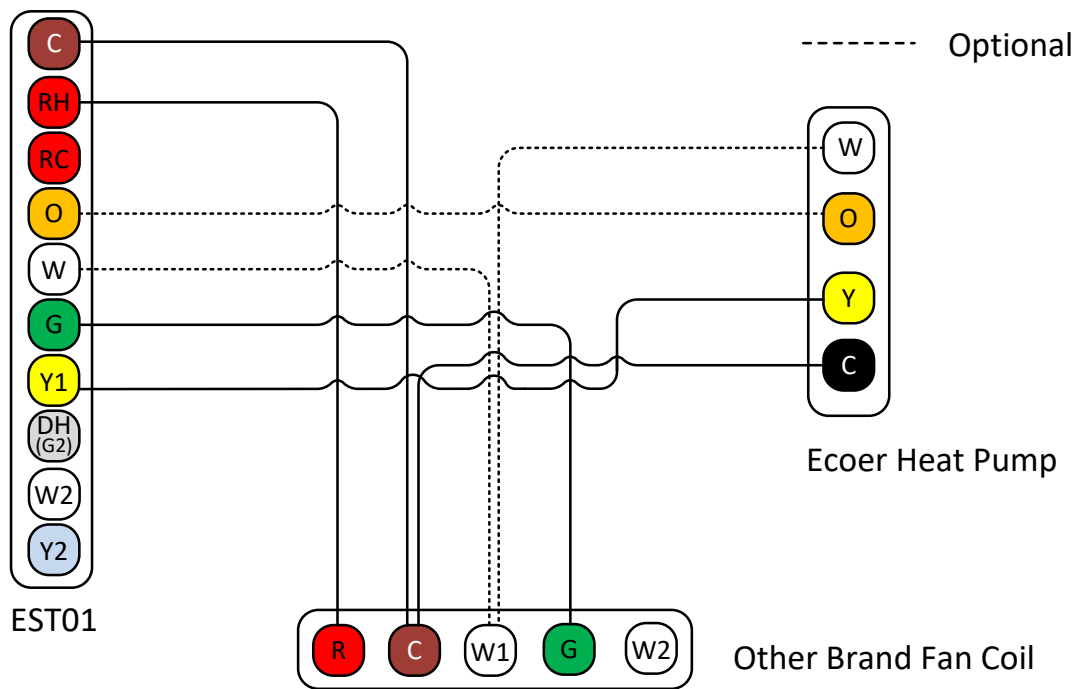 C
RH
RC
O
W
G
Y1
DH
(G2)
W2
Y2
EST01
Optional
W
O
Y
C
Ecoer Heat Pump
R
C
W1
G
W2
Other Brand Fan Coil